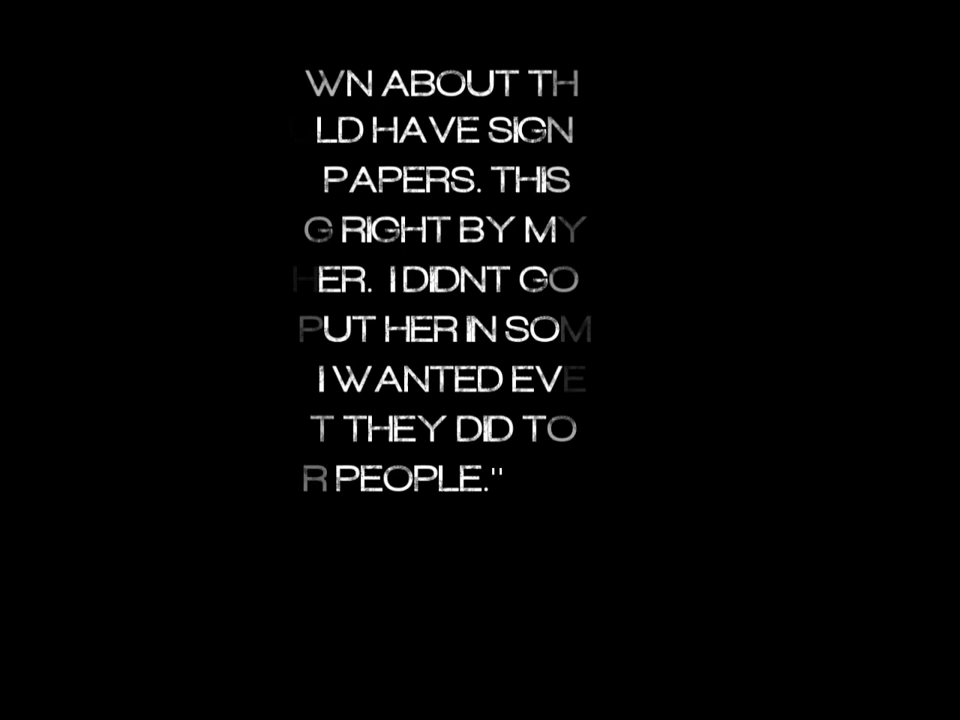 WN ABOUT TH
LD HAVE SIGN
PAPERS. THIS
G RIGHT BY MY
HER. I DIDNT GO
PUT HER IN SOM
I WANTED EVE
T THEY DID TO
R PEOPLE."